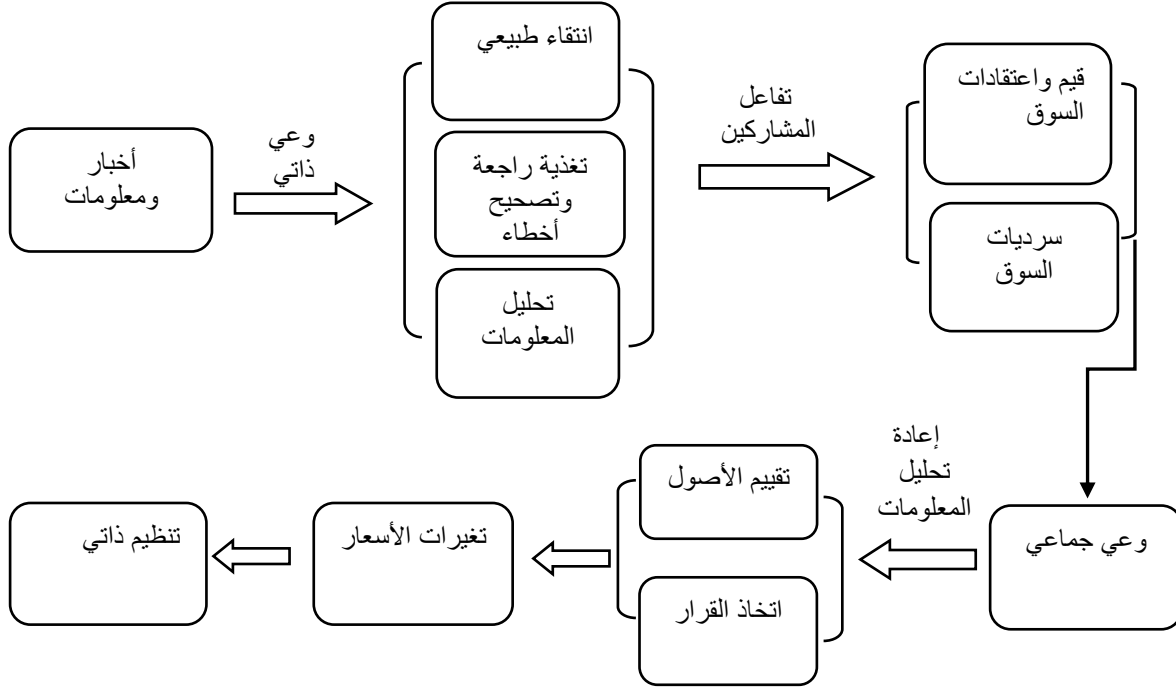 أخبار
ومعلومات
وعي
ذاتي
انتقاء طبيعي
تغذية راجعة
وتصحيح
أخطاء
تحليل
المعلومات
تفاعل
المشاركين
قيم واعتقادات
السوق
سرديات
السوق
وعي جماعي
إعادة
تحليل
المعلومات
تقييم الأصول
اتخاذ القرار
تغيرات الأسعار
تنظيم ذاتي